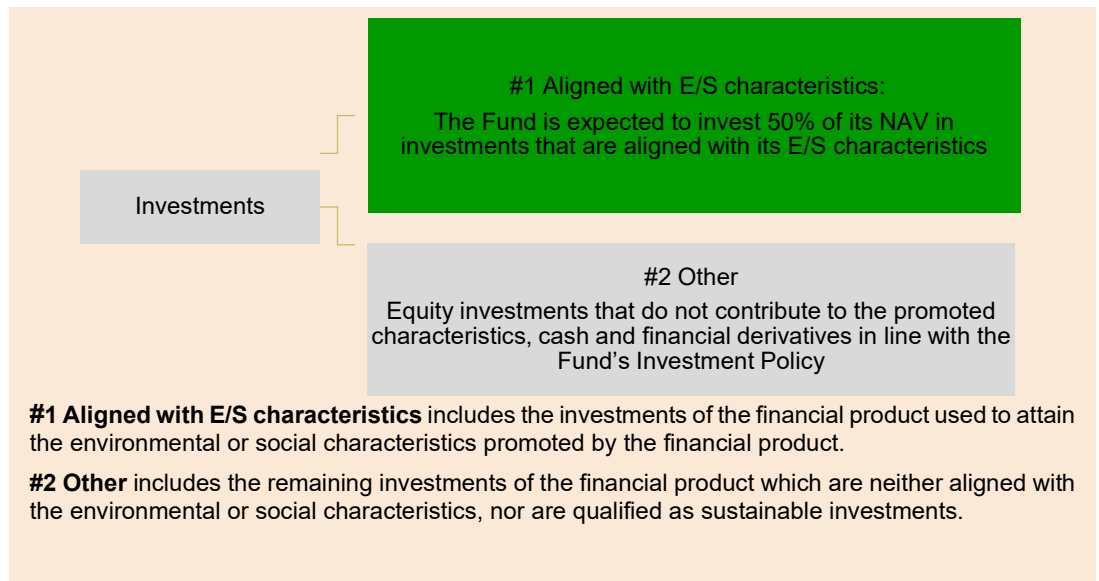 #1 Aligned with E/S characteristics:
The Fund is expected to invest 50% of its NAV in
investments that are aligned with its E/S characteristics
Investments
#2 Other
Equity investments that do not contribute to the promoted
characteristics, cash and financial derivatives in line with the
Fund's Investment Policy
#1 Aligned with E/S characteristics includes the investments of the financial product used to attain
the environmental or social characteristics promoted by the financial product.
#2 Other includes the remaining investments of the financial product which are neither aligned with
the environmental or social characteristics, nor are qualified as sustainable investments.